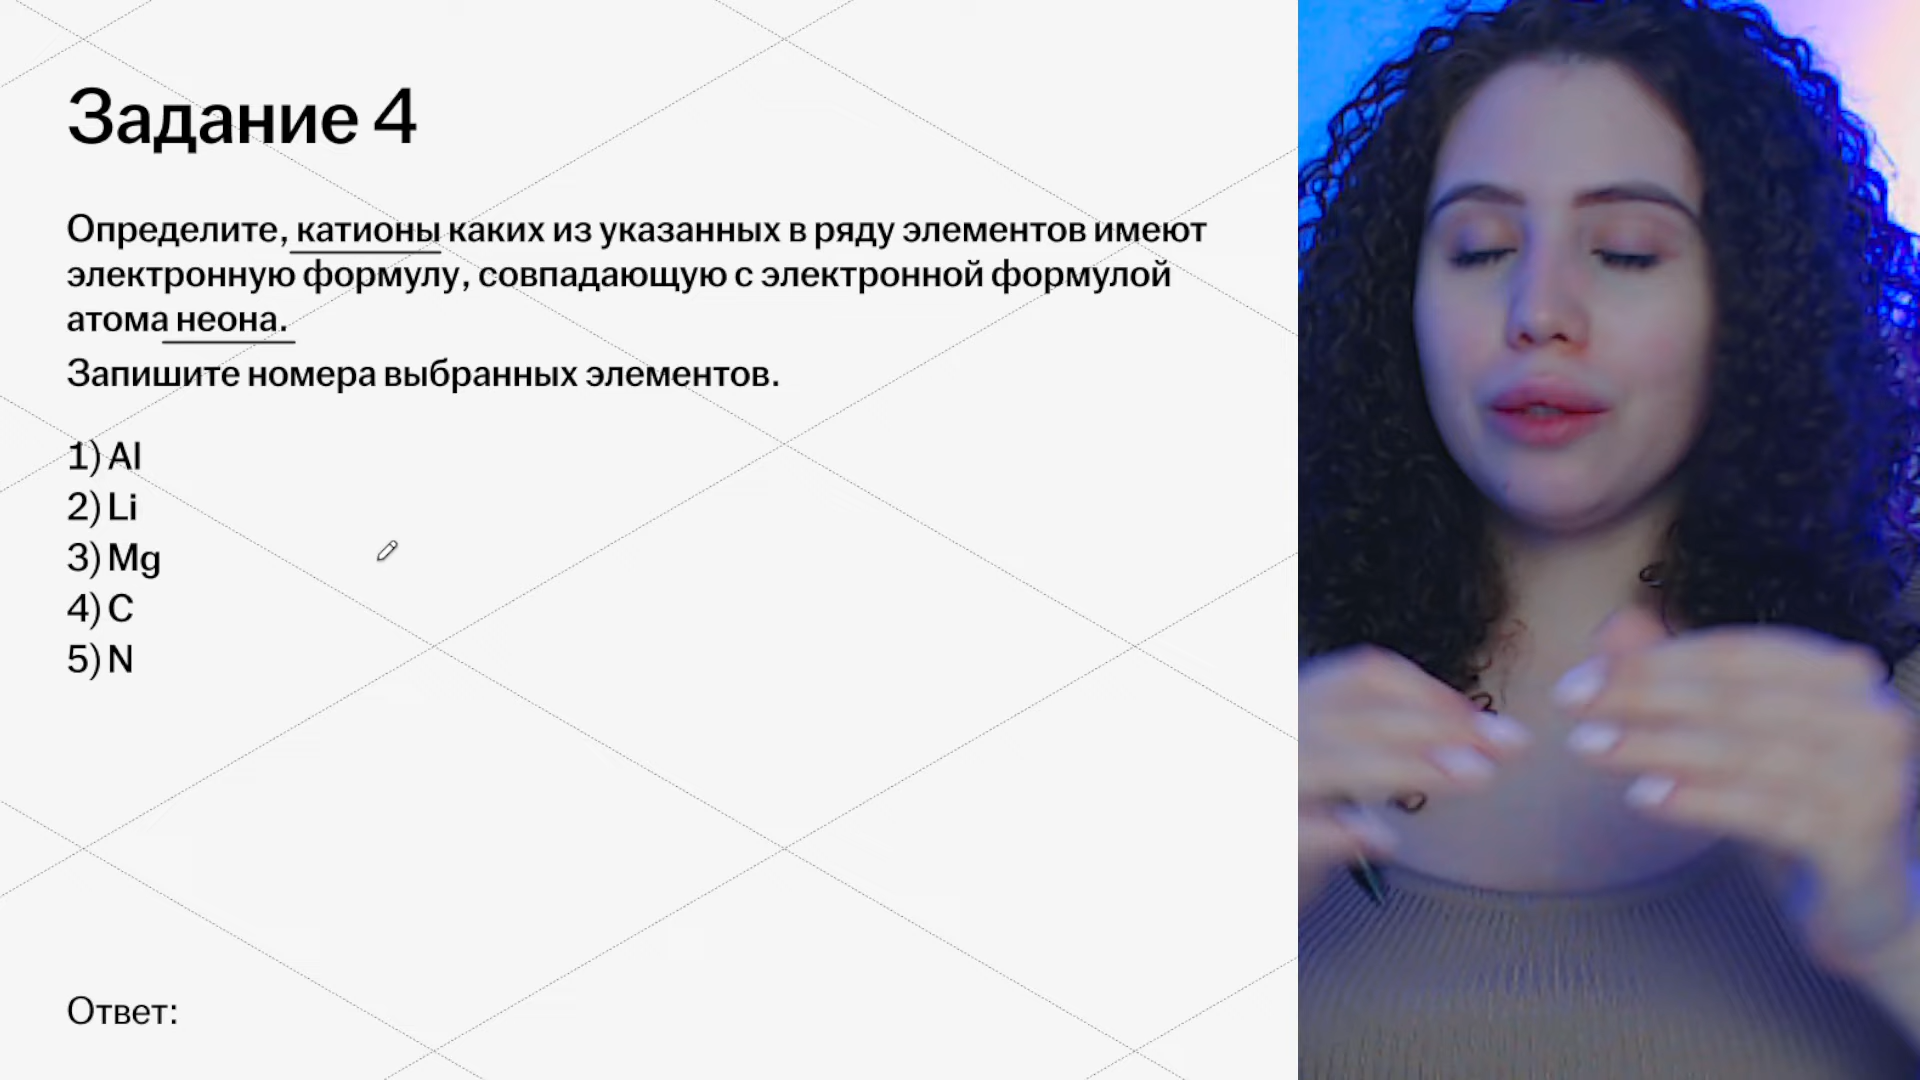 Задание 4
Определите, катионы каких из указанных в ряду элементов имеют
электронную формулу, совпадающую с электронной формулой
атома неона.
Запишите номера выбранных элементов.
1) Al
2) Li
3) Mg
4) C
5) N
Ответ: